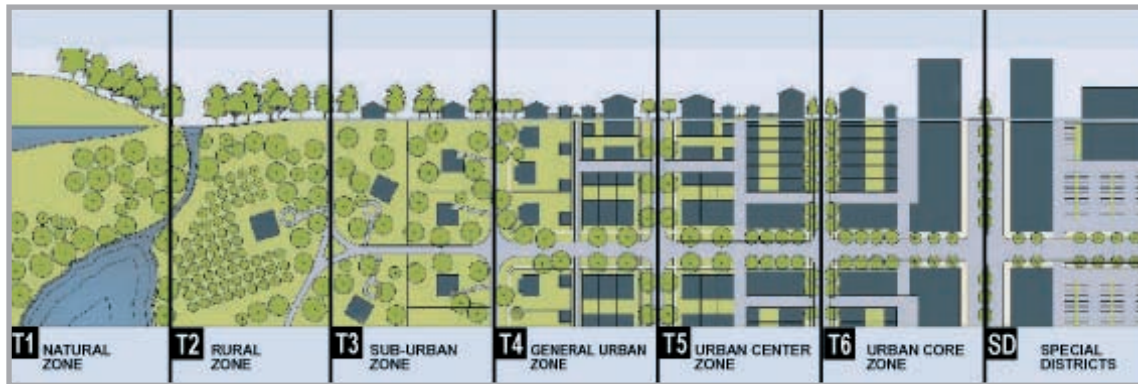 T1 NATURAL
ZONE
T2 RURAL
ZONE
T3 SUB-URBAN
ZONE
T4 GENERAL URBAN
ZONE
T5 URBAN CENTER
ZONE
T6 URBAN CORE
ZONE
SD SPECIAL
DISTRICTS